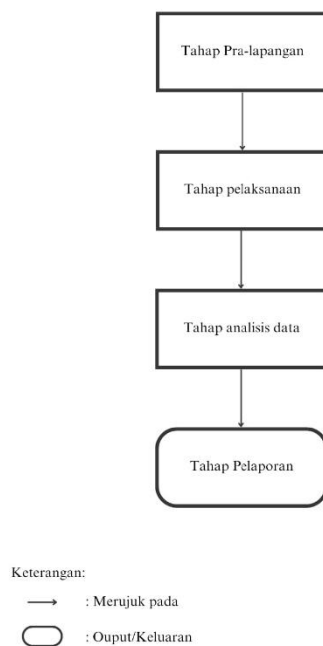 Tahap Pra-lapangan
Tahap pelaksanaan
Tahap analisis data
Tahap Pelaporan
Keterangan:
: Merujuk pada
: Ouput/Keluaran